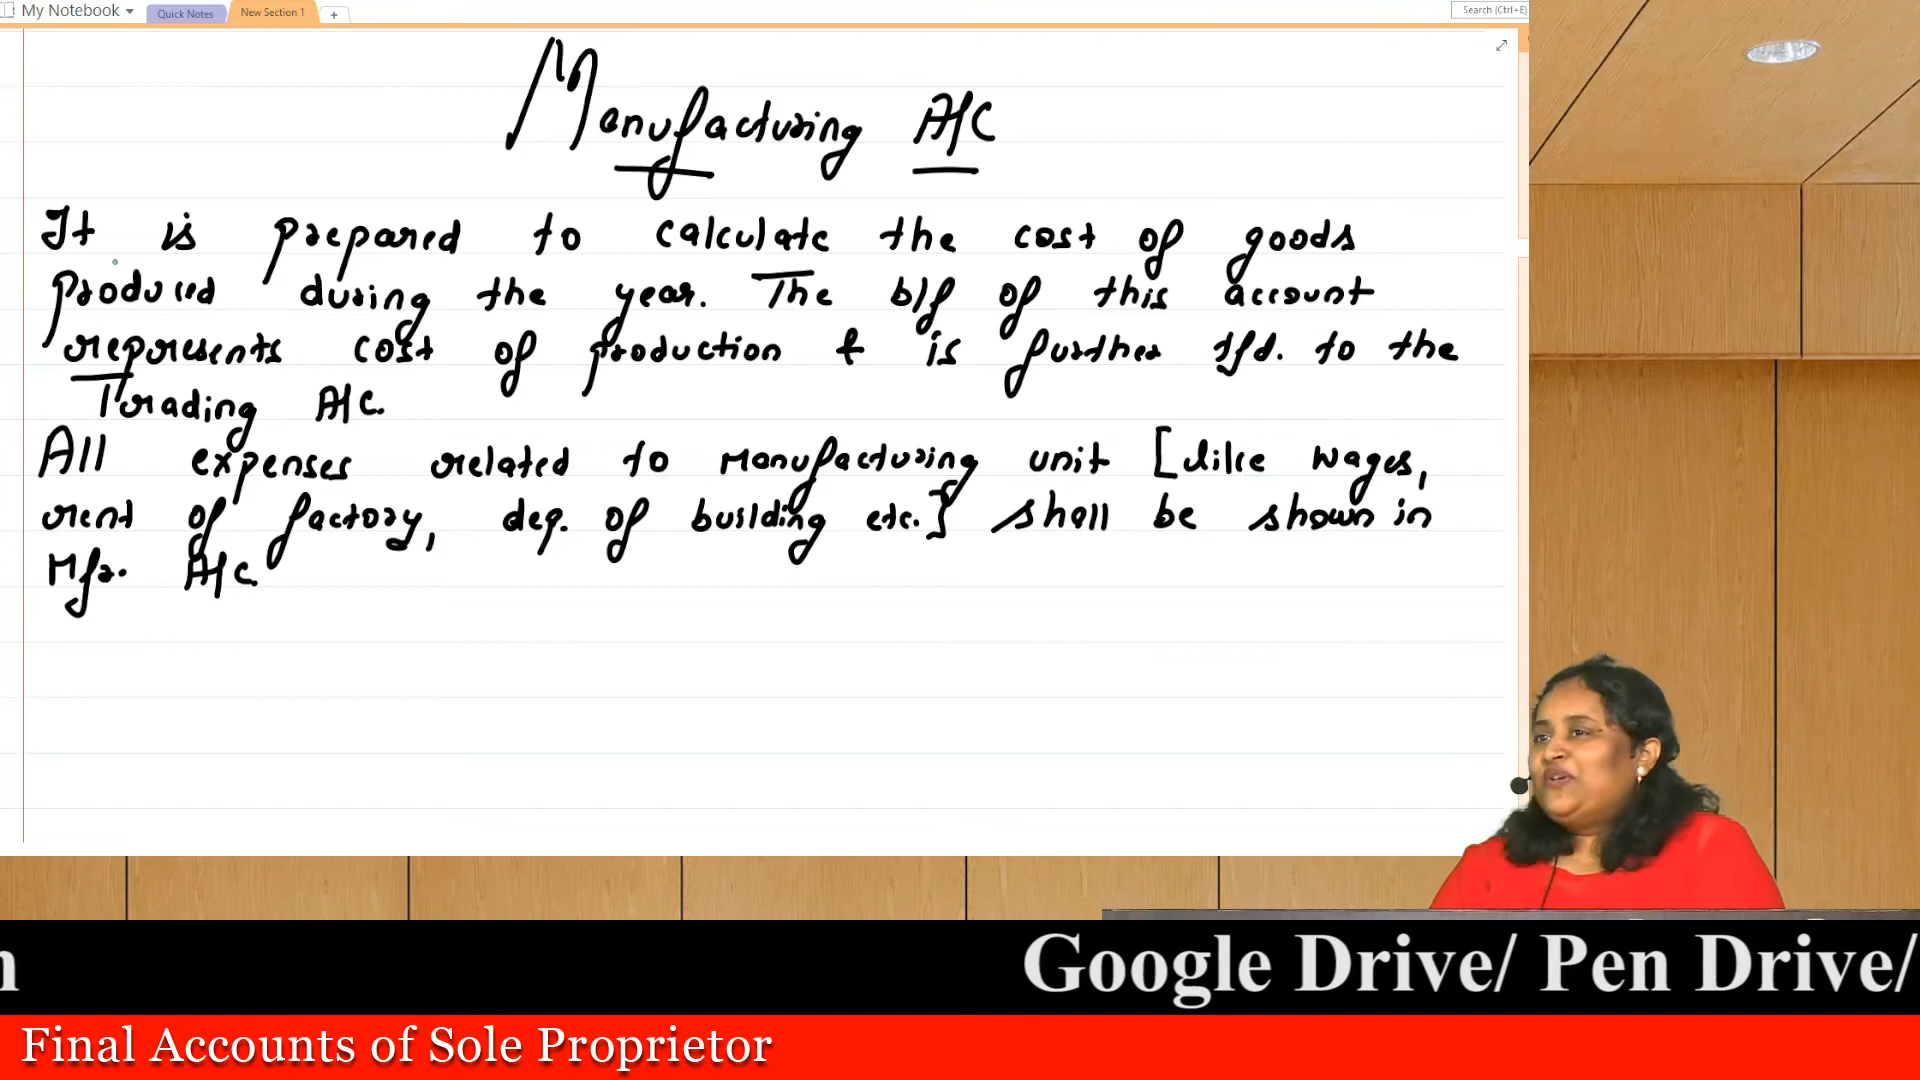 My Notebook
Quick Notes
New Section 1
+
Search (Ctrl+E)
Manufacturing A/C
It is prepared to calculate the cost of goods
produced during the year. The b/f of this account
represents cost of production & is further tfd. to the
Trading A/C.
All expenses related to manufacturing unit [like wages,
rent of factory, dep. of building etc.] shall be shown in
Mfr. A/C.
n Google Drive/ Pen Drive/
Final Accounts of Sole Proprietor